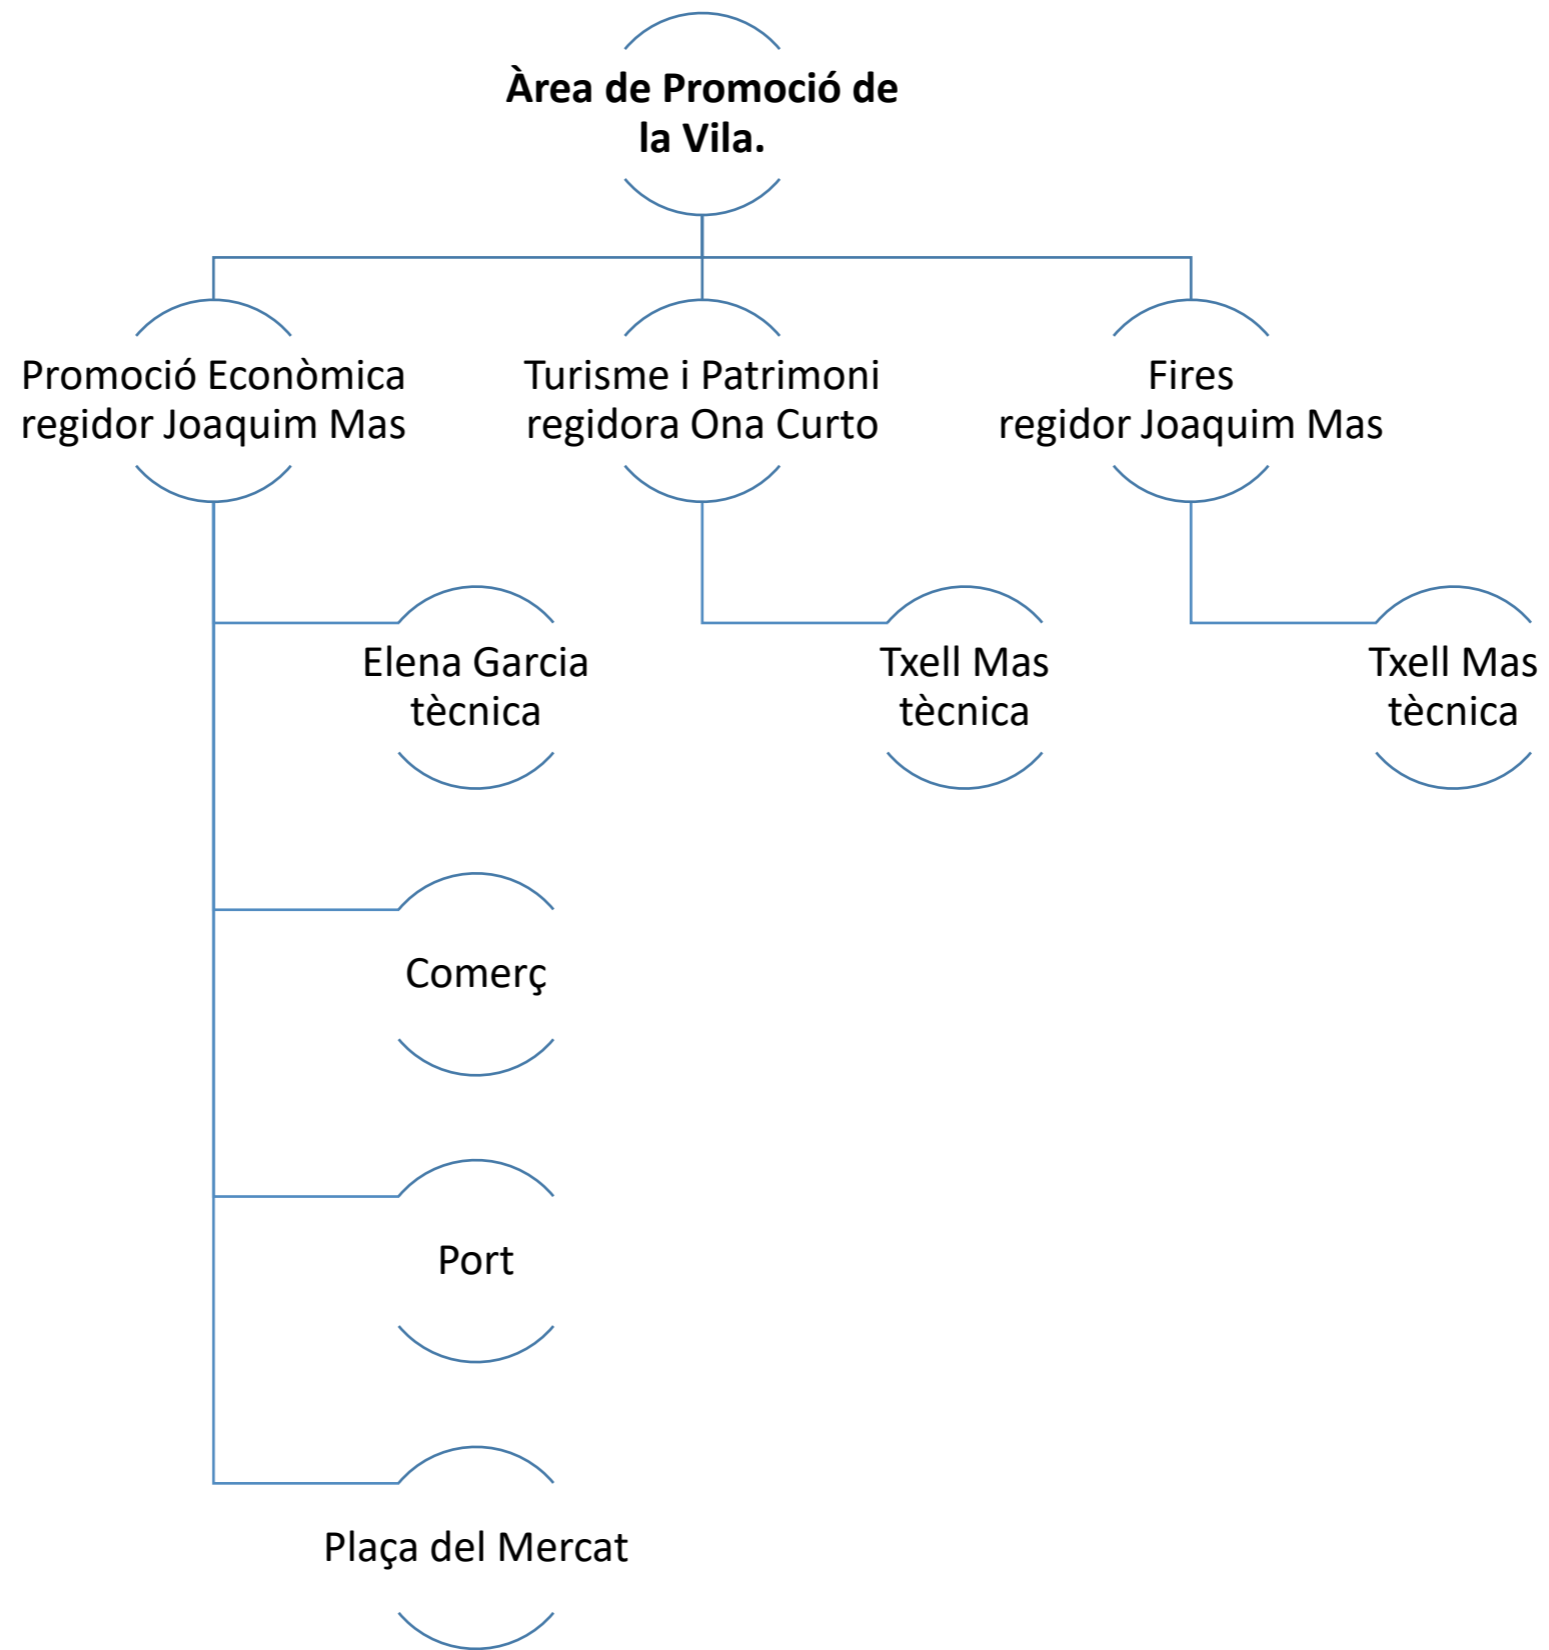 Àrea de Promoció de
la Vila.
Promoció Econòmica
regidor Joaquim Mas
Turisme i Patrimoni
regidora Ona Curto
Fires
regidor Joaquim Mas
Elena Garcia
tècnica
Txell Mas
tècnica
Txell Mas
tècnica
Comerç
Port
Plaça del Mercat